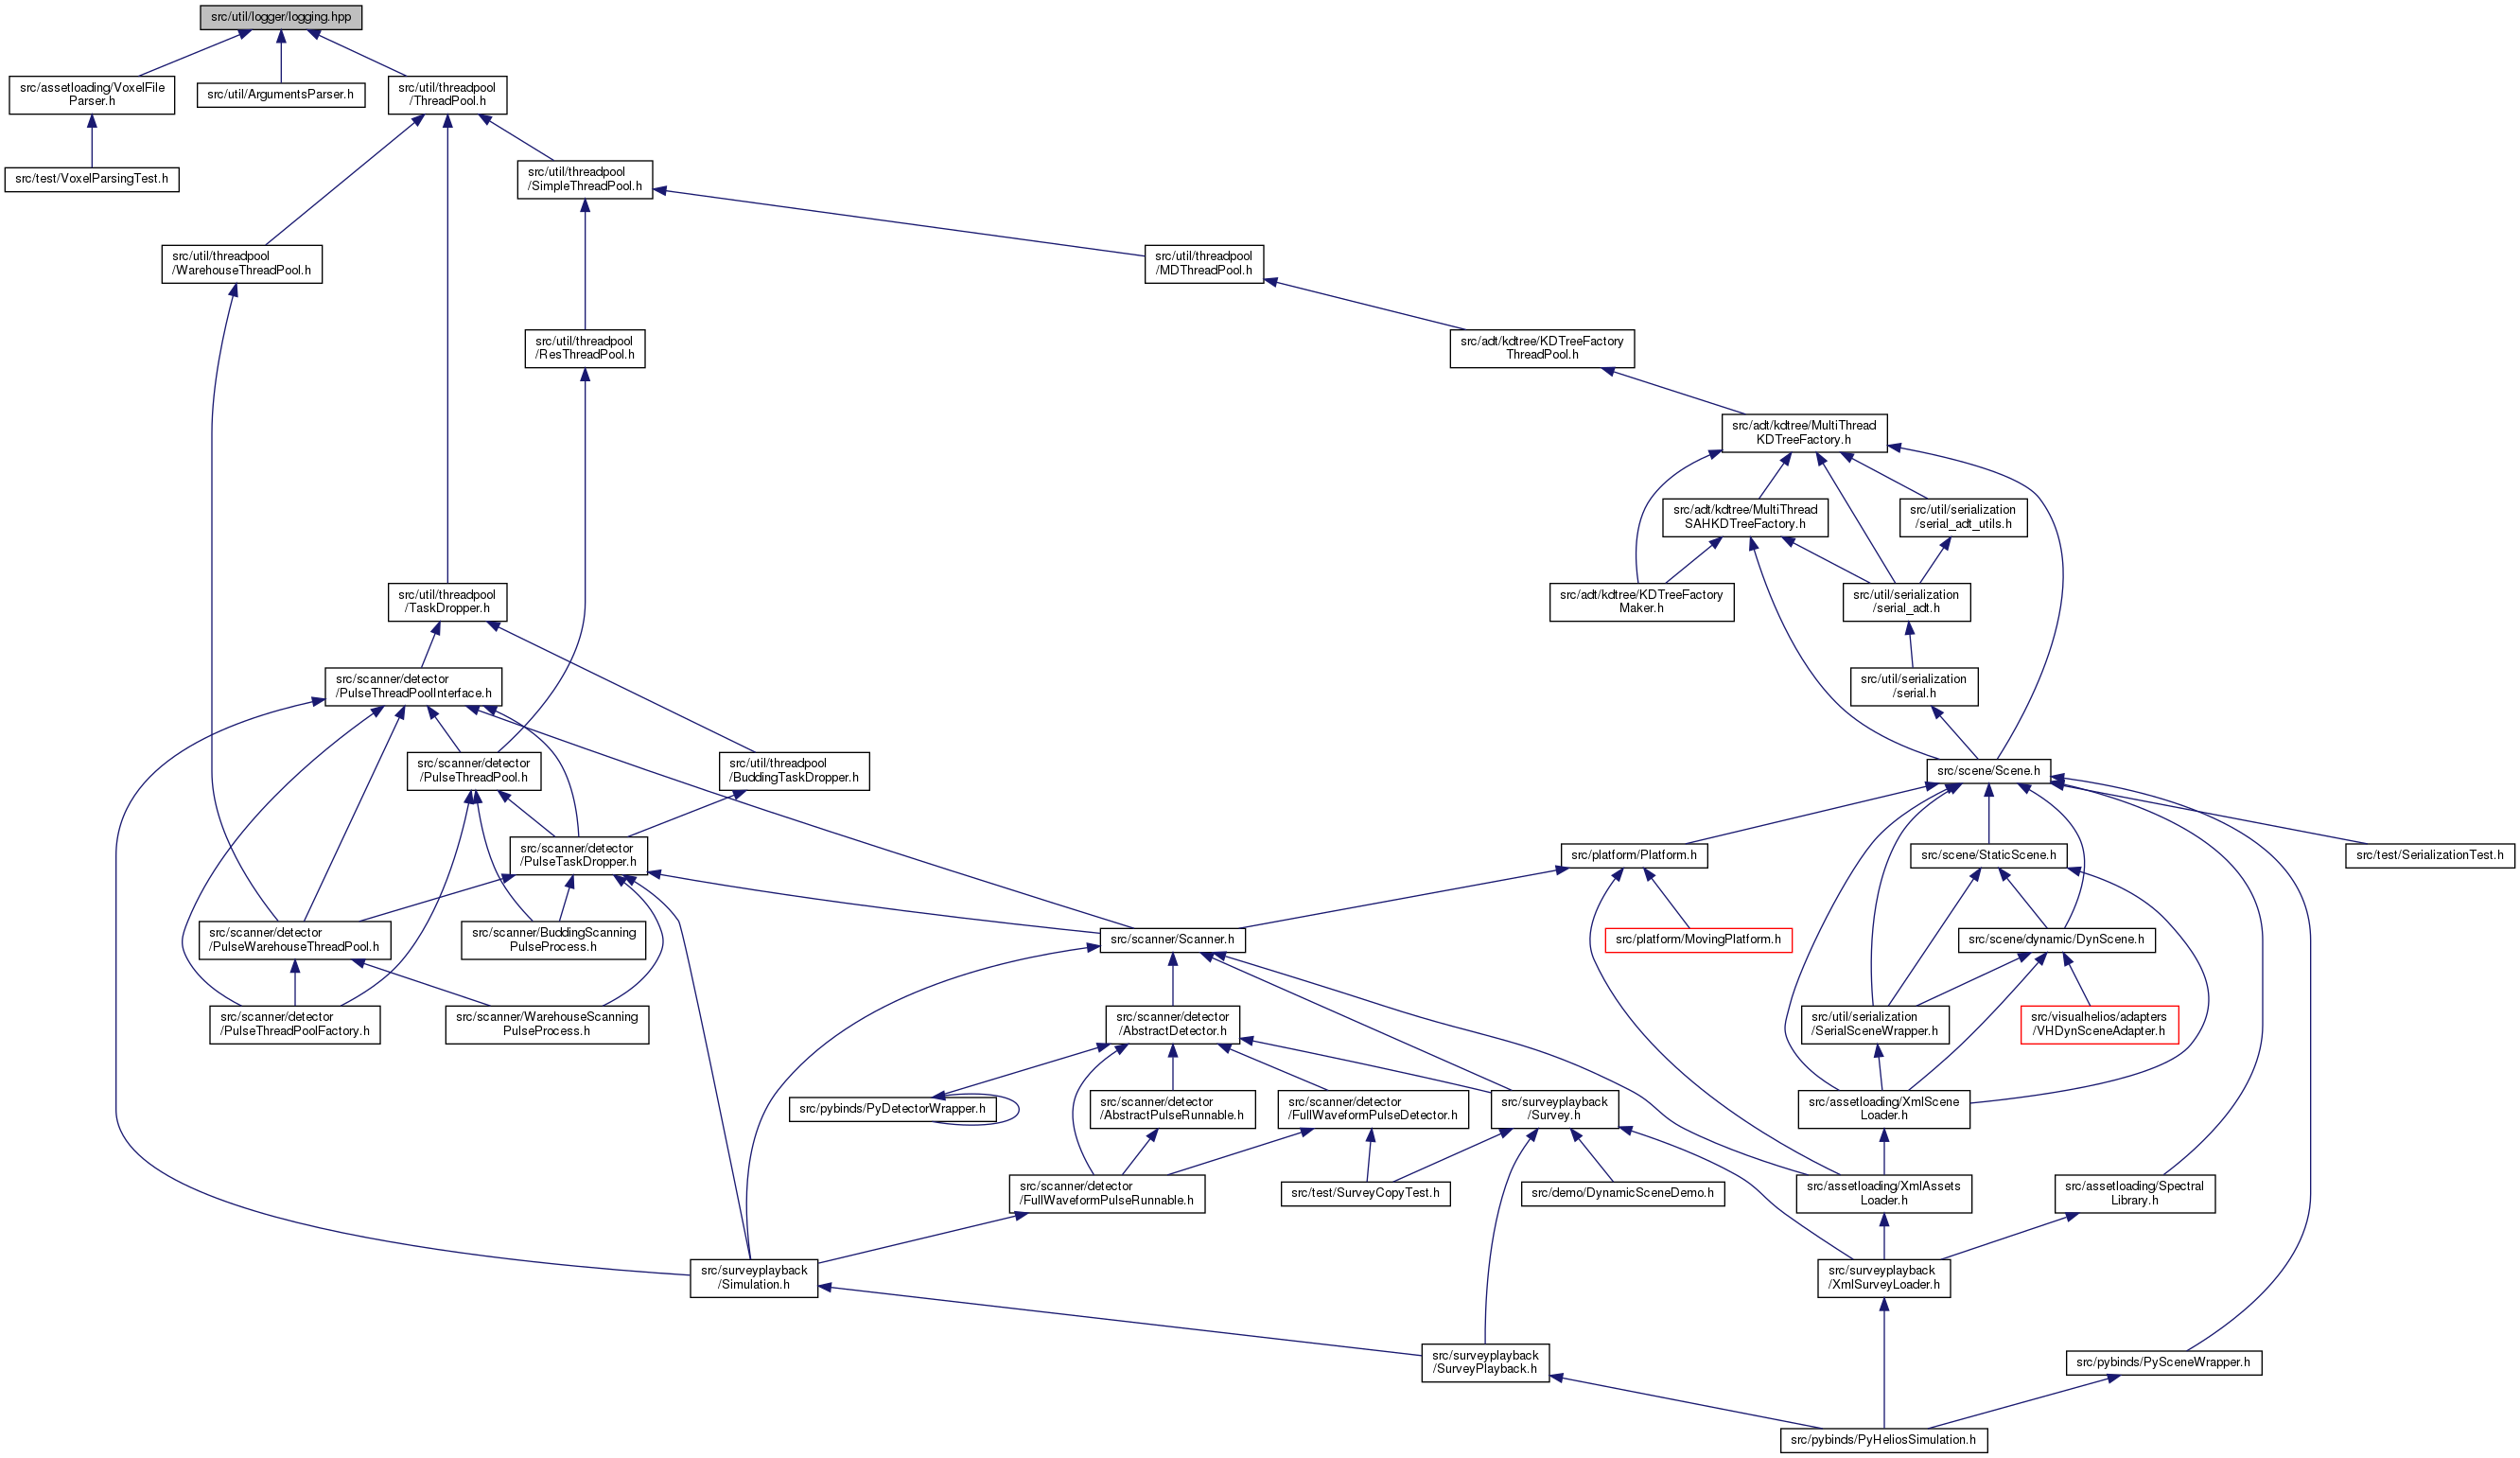 src/util/logger/logging.hpp
src/assetloading/VoxelFile
Parser.h
src/util/ArgumentsParser.h
src/util/threadpool
/ThreadPool.h
src/test/VoxelParsingTest.h
src/util/threadpool
/SimpleThreadPool.h
src/util/threadpool
/WarehouseThreadPool.h
src/util/threadpool
/MDThreadPool.h
src/util/threadpool
/ResThreadPool.h
src/adt/kdtree/KDTreeFactory
ThreadPool.h
src/adt/kdtree/MultiThread
KDTreeFactory.h
src/adt/kdtree/MultiThread
SAHKDTreeFactory.h
src/util/serialization
/serial_adt_utils.h
src/util/threadpool
/TaskDropper.h
src/adt/kdtree/KDTreeFactory
Maker.h
src/util/serialization
/serial_adt.h
src/scanner/detector
/PulseThreadPoolInterface.h
src/util/serialization
/serial.h
src/scanner/detector
/PulseThreadPool.h
src/util/threadpool
/BuddingTaskDropper.h
src/scene/Scene.h
src/scanner/detector
/PulseTaskDropper.h
src/platform/Platform.h
src/scene/StaticScene.h
src/test/SerializationTest.h
src/scanner/detector
/PulseWarehouseThreadPool.h
src/scanner/BuddingScanning
PulseProcess.h
src/scanner/Scanner.h
src/platform/MovingPlatform.h
src/scene/dynamic/DynScene.h
src/scanner/detector
/PulseThreadPoolFactory.h
src/scanner/WarehouseScanning
PulseProcess.h
src/scanner/detector
/AbstractDetector.h
src/util/serialization
/SerialSceneWrapper.h
src/visualhelios/adapters
/VHDynSceneAdapter.h
src/pybinds/PyDetectorWrapper.h
src/scanner/detector
/AbstractPulseRunnable.h
src/scanner/detector
/FullWaveformPulseDetector.h
src/surveyplayback
/Survey.h
src/assetloading/XmlScene
Loader.h
src/scanner/detector
/FullWaveformPulseRunnable.h
src/test/SurveyCopyTest.h
src/demo/DynamicSceneDemo.h
src/assetloading/XmlAssets
Loader.h
src/assetloading/Spectral
Library.h
src/surveyplayback
/Simulation.h
src/surveyplayback
/XmlSurveyLoader.h
src/surveyplayback
/SurveyPlayback.h
src/pybinds/PySceneWrapper.h
src/pybinds/PyHeliosSimulation.h